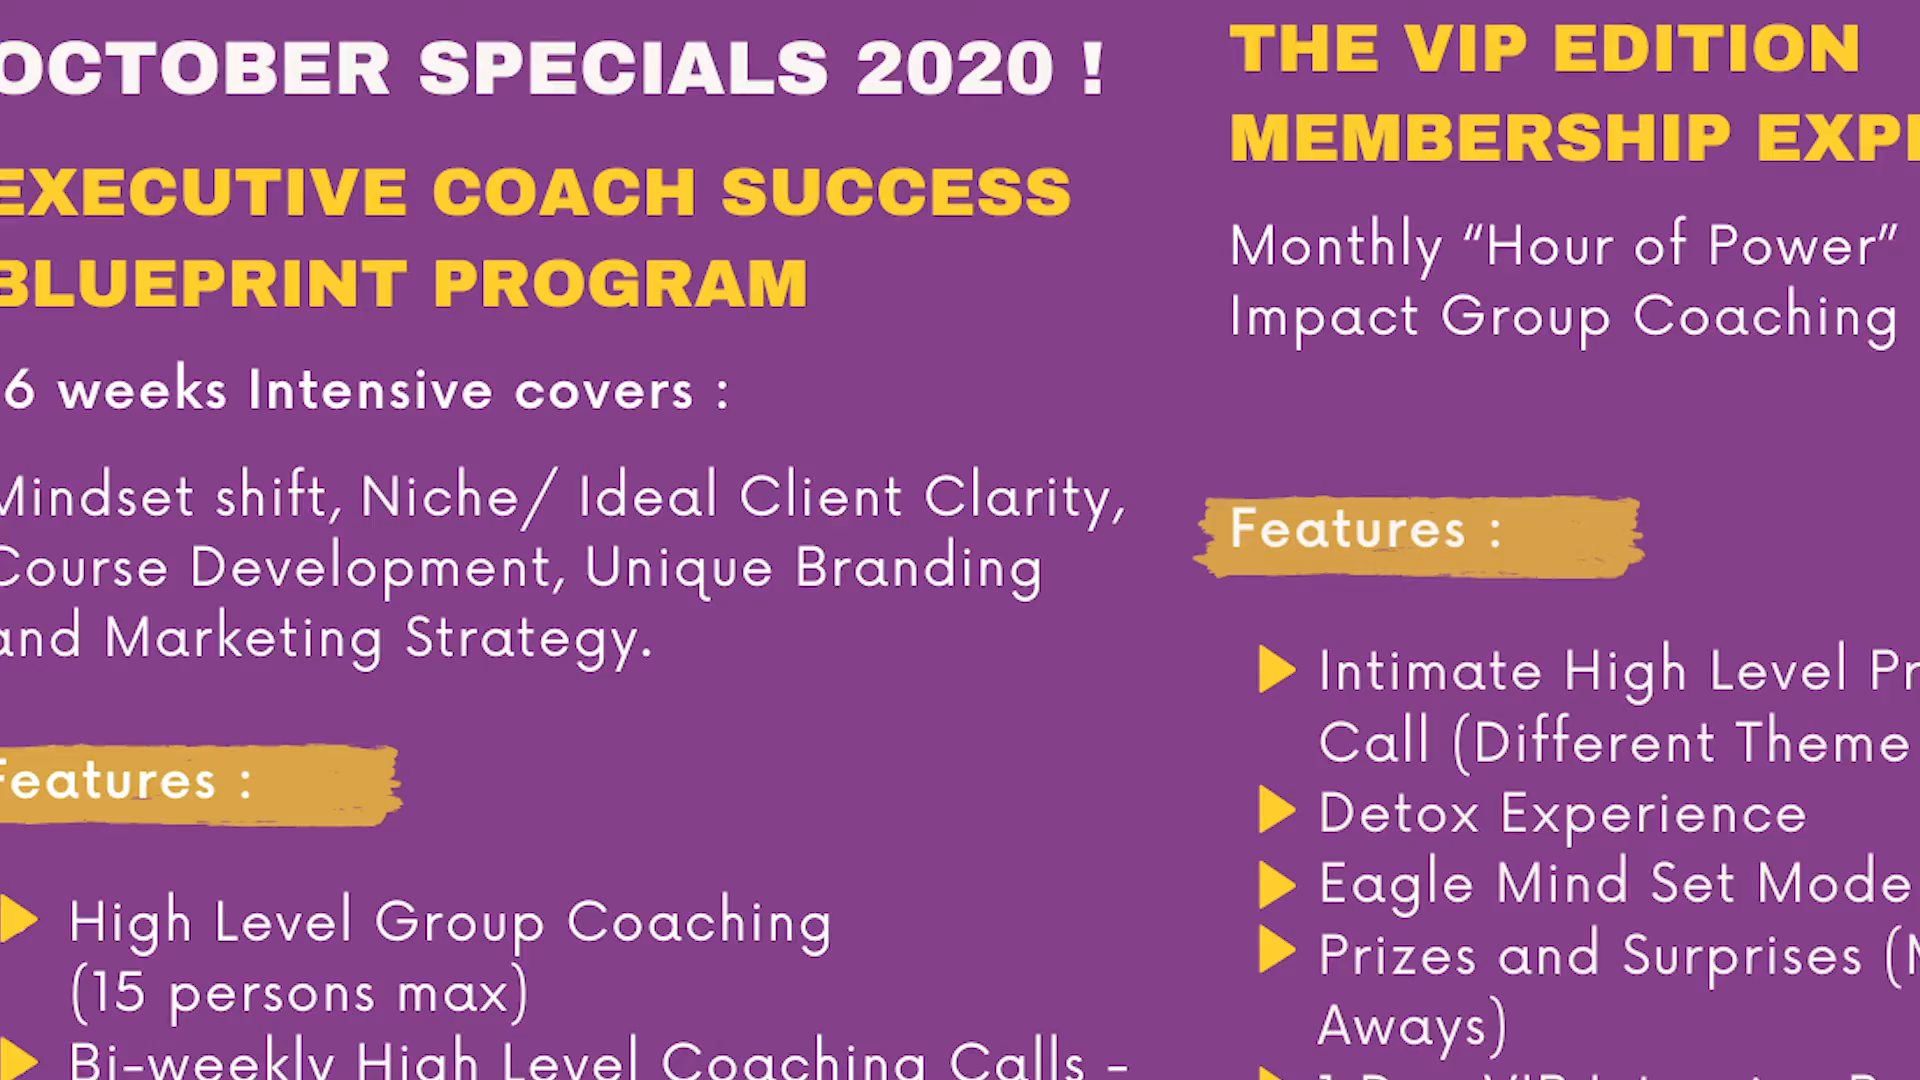 OCTOBER SPECIALS 2020 !
EXECUTIVE COACH SUCCESS
BLUEPRINT PROGRAM
6 weeks Intensive covers :
Mindset shift, Niche/ Ideal Client Clarity,
Course Development, Unique Branding
and Marketing Strategy.
Features :
High Level Group Coaching
(15 persons max)
Bi-weekly High Level Coaching Calls -
THE VIP EDITION
MEMBERSHIP
Monthly “Hour of Power”
Impact Group Coaching
Features :
Intimate High Level
Call (Different Theme
Detox Experience
Eagle Mind Set Mode
Prizes and Surprises
Aways)